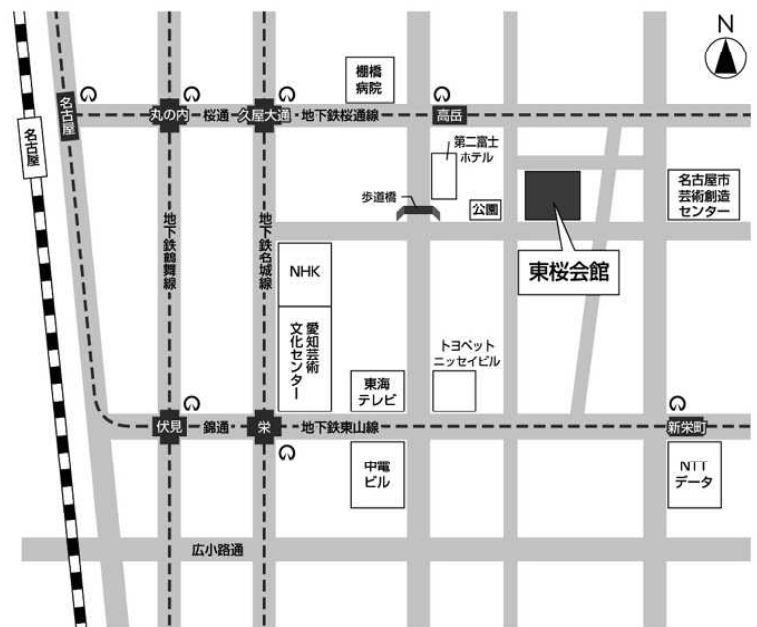 N
棚橋
病院
名古屋
丸の内
桜通
久屋大通
地下鉄桜通線
高岳
名古屋
第二富士
ホテル
歩道橋
公園
名古屋市
芸術創造
センター
地下鉄鶴舞線
地下鉄名城線
NHK
東桜会館
愛知芸術
文化センター
トヨペット
ニッセイビル
東海
テレビ
伏見
錦通
栄
地下鉄東山線
新栄町
中電
ビル
NTT
データ
広小路通